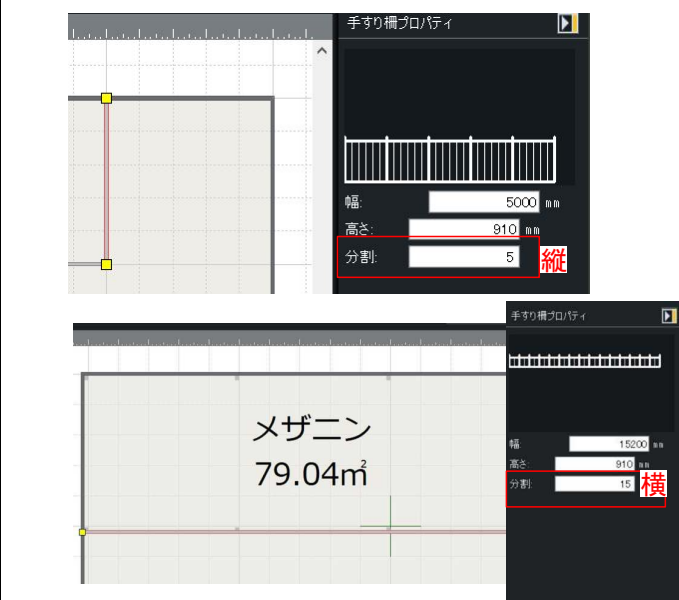 手すり柵プロパティ
幅: 5000 mm
高さ: 910 mm
分割: 5
縦
手すり柵プロパティ
メザニン
79.04㎡
幅: 15200 mm
高さ: 910 mm
分割: 15
横